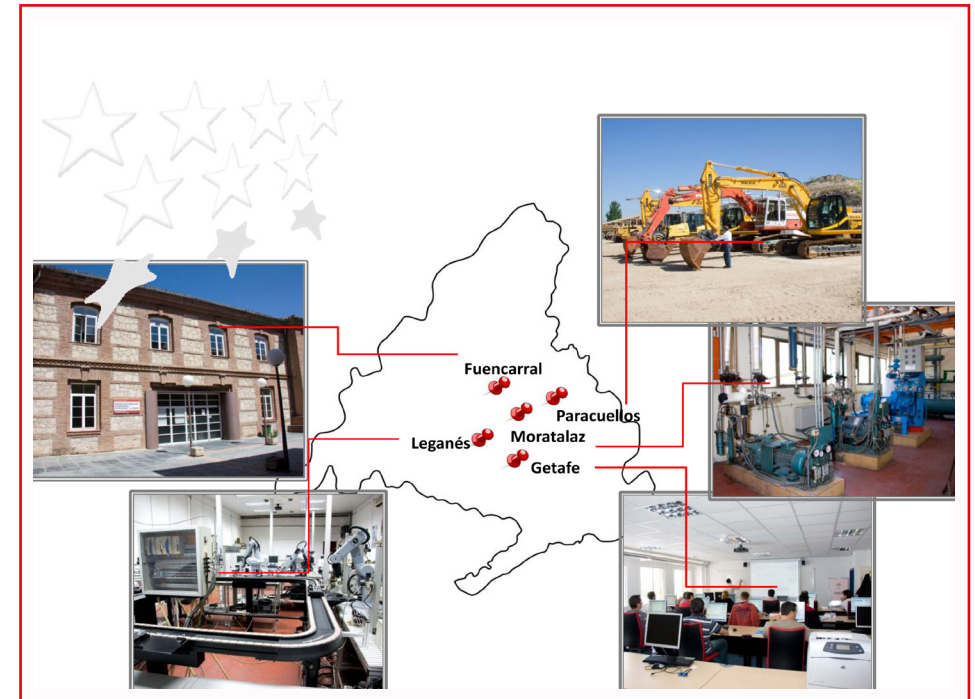 Fuencarral
Paracuellos
Moratalaz
Leganés
Getafe